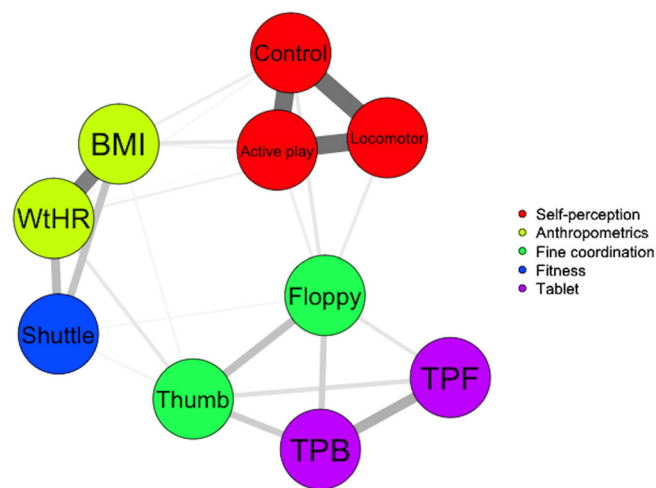 Control
Locomotor
Active play
BMI
WtHR
Shuttle
Floppy
Thumb
TPF
TPB
Self-perception
Anthropometrics
Fine coordination
Fitness
Tablet